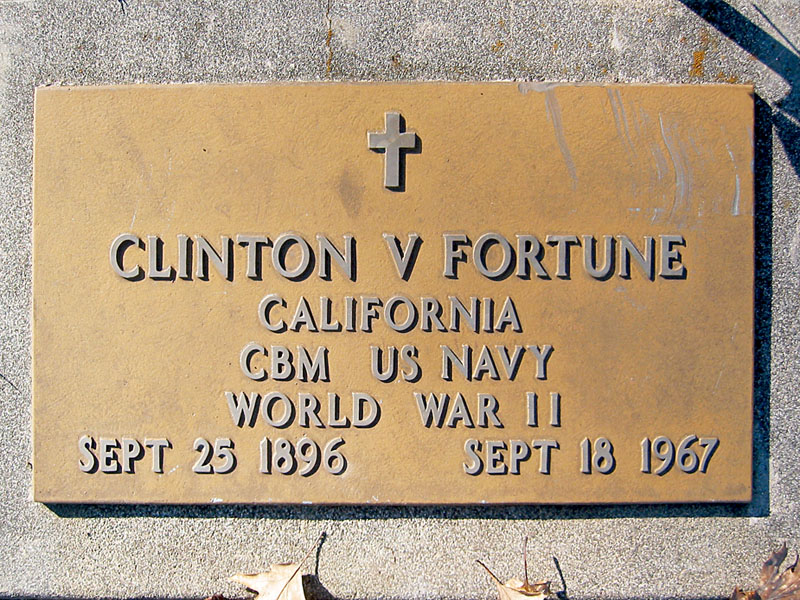 CLINTON V FORTUNE
CALIFORNIA
CBM US NAVY
WORLD WAR II
SEPT 25 1896 SEPT 18 1967